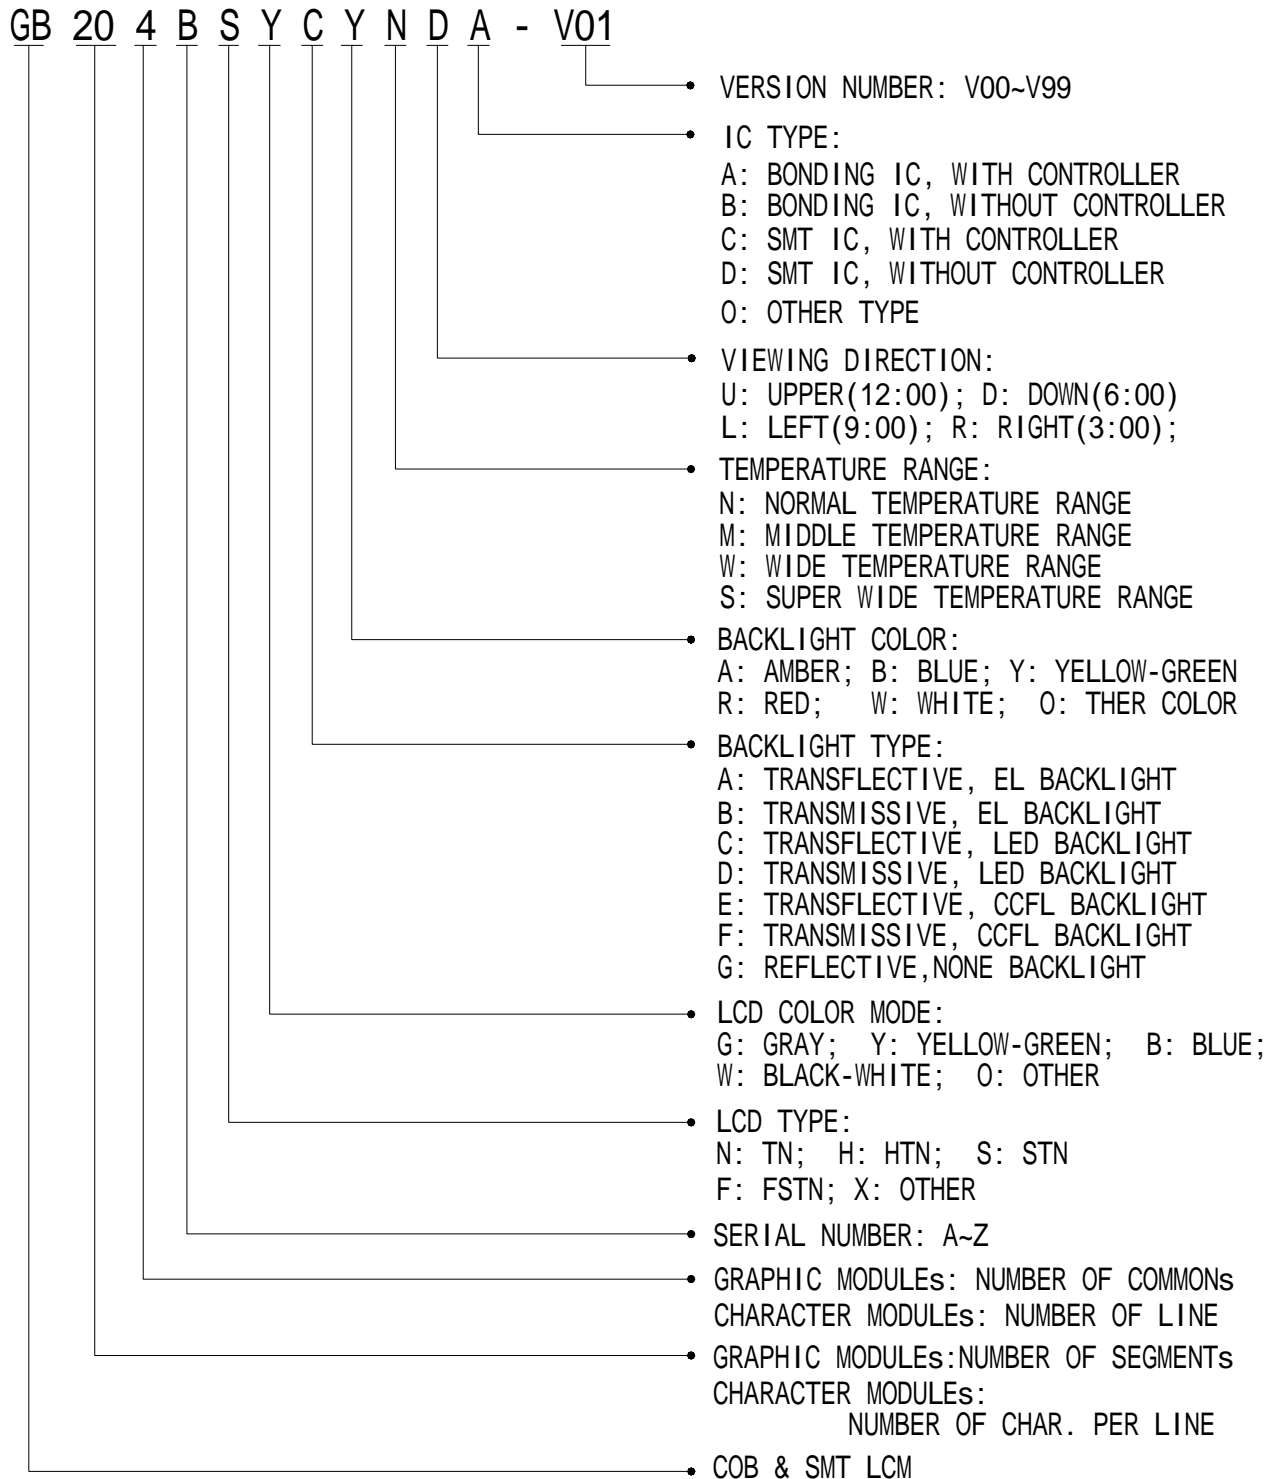 GB 20 4 B S Y C Y N D A - V01
VERSION NUMBER: V00~V99
IC TYPE:
A: BONDING IC, WITH CONTROLLER
B: BONDING IC, WITHOUT CONTROLLER
C: SMT IC, WITH CONTROLLER
D: SMT IC, WITHOUT CONTROLLER
O: OTHER TYPE
VIEWING DIRECTION:
U: UPPER(12:00); D: DOWN(6:00)
L: LEFT(9:00); R: RIGHT(3:00);
TEMPERATURE RANGE:
N: NORMAL TEMPERATURE RANGE
M: MIDDLE TEMPERATURE RANGE
W: WIDE TEMPERATURE RANGE
S: SUPER WIDE TEMPERATURE RANGE
BACKLIGHT COLOR:
A: AMBER; B: BLUE; Y: YELLOW-GREEN
R: RED; W: WHITE; O: THER COLOR
BACKLIGHT TYPE:
A: TRANSFLECTIVE, EL BACKLIGHT
B: TRANSMISSIVE, EL BACKLIGHT
C: TRANSFLECTIVE, LED BACKLIGHT
D: TRANSMISSIVE, LED BACKLIGHT
E: TRANSFLECTIVE, CCFL BACKLIGHT
F: TRANSMISSIVE, CCFL BACKLIGHT
G: REFLECTIVE,NONE BACKLIGHT
LCD COLOR MODE:
G: GRAY; Y: YELLOW-GREEN; B: BLUE;
W: BLACK-WHITE; O: OTHER
LCD TYPE:
N: TN; H: HTN; S: STN
F: FSTN; X: OTHER
SERIAL NUMBER: A~Z
GRAPHIC MODULEs: NUMBER OF COMMONs
CHARACTER MODULEs: NUMBER OF LINE
GRAPHIC MODULEs:NUMBER OF SEGMENTs
CHARACTER MODULEs:
NUMBER OF CHAR. PER LINE
COB & SMT LCM